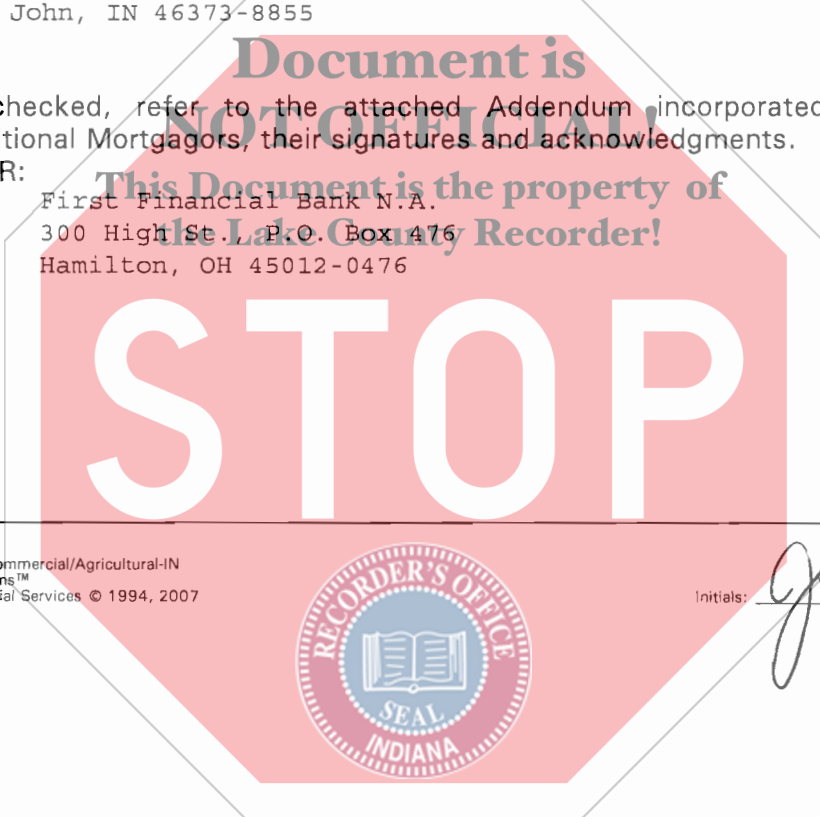 John, IN 46373-8855
Document is
checked, refer to the attached Addendum incorporated
NOT OFFICIAL!
tional Mortgagors, their signatures and acknowledgments.
R:
This Document is the property of
First Financial Bank N.A.
300 High St., P.O. Box 476
the Lake County Recorder!
Hamilton, OH 45012-0476
STOP
ommercial/Agricultural-IN
ns™
ial Services © 1994, 2007
Initials:
RECORDER'S OFFICE
SEAL
INDIANA